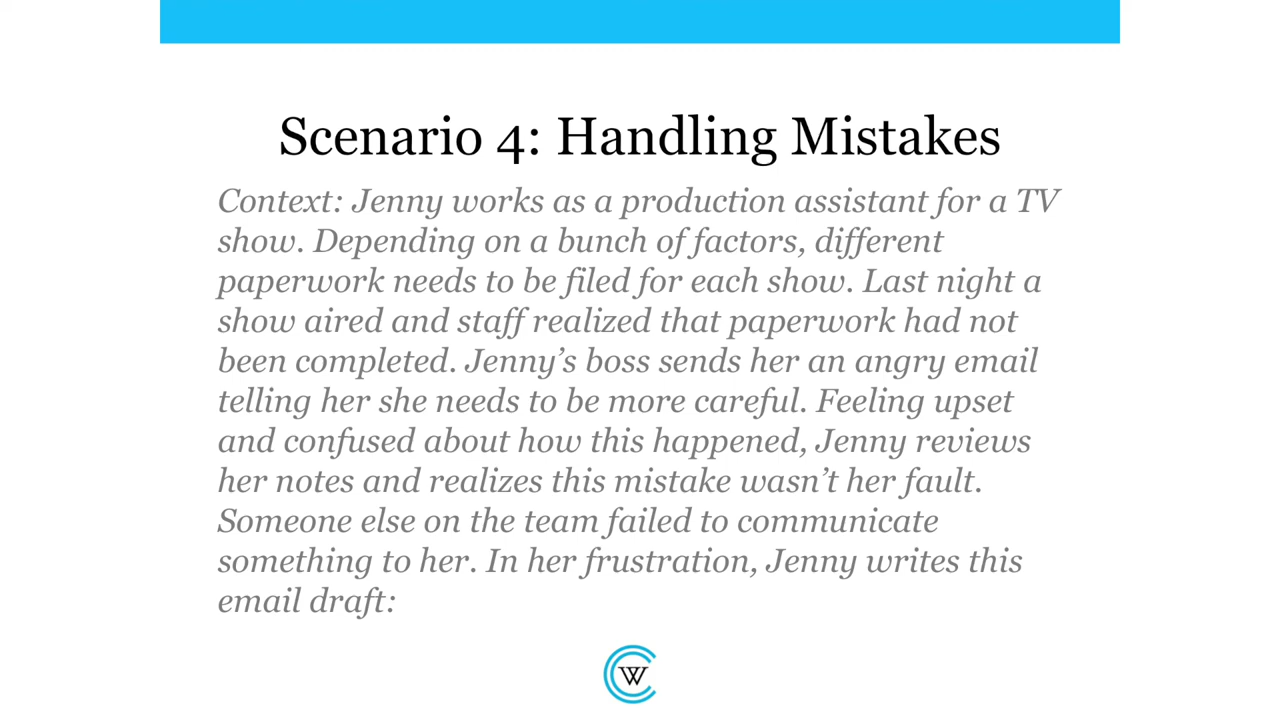 Scenario 4: Handling Mistakes
Context: Jenny works as a production assistant for a TV
show. Depending on a bunch of factors, different
paperwork needs to be filed for each show. Last night a
show aired and staff realized that paperwork had not
been completed. Jenny’s boss sends her an angry email
telling her she needs to be more careful. Feeling upset
and confused about how this happened, Jenny reviews
her notes and realizes this mistake wasn’t her fault.
Someone else on the team failed to communicate
something to her. In her frustration, Jenny writes this
email draft:
W